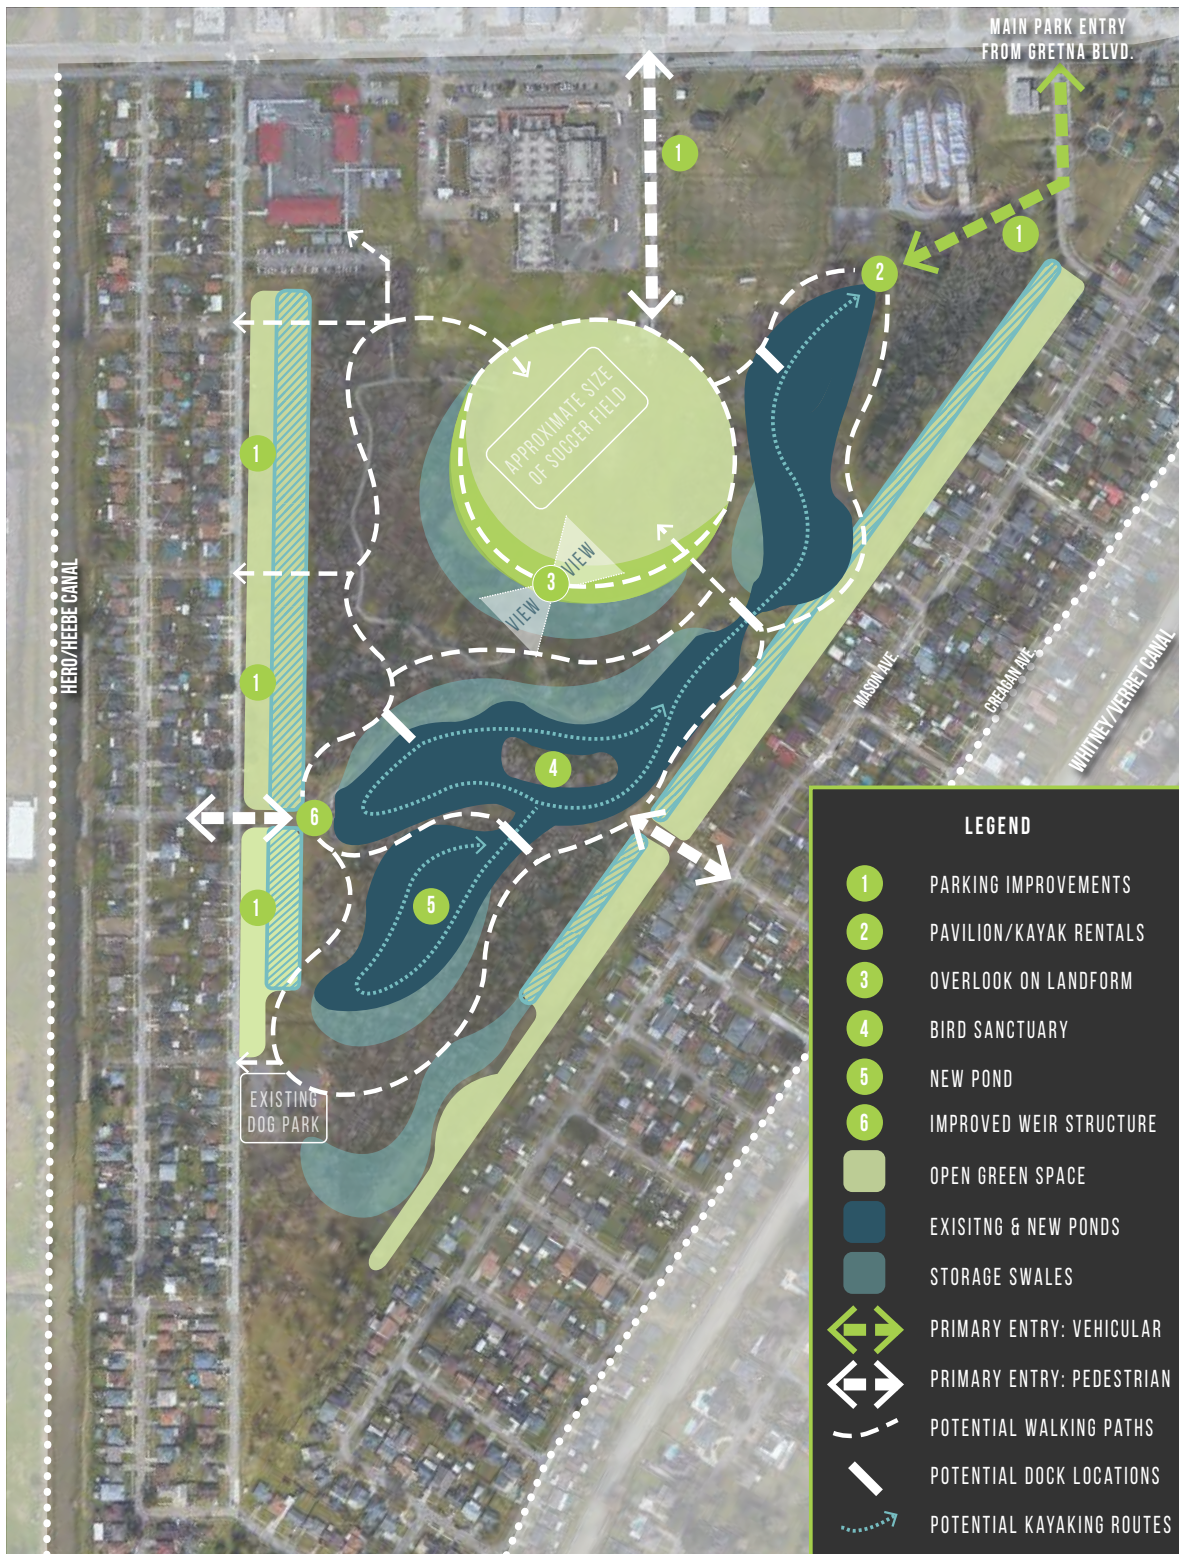 MAIN PARK ENTRY
FROM GRETNA BLVD.
1
1
2
APPROXIMATE SIZE
OF SOCCER FIELD
1
VIEW
3
VIEW
HERO/HEEBE CANAL
1
MASON AVE.
CREAGAN AVE.
WHITNEY/VERRET CANAL
4
6
5
1
EXISTING
DOG PARK
LEGEND
1 PARKING IMPROVEMENTS
2 PAVILION/KAYAK RENTALS
3 OVERLOOK ON LANDFORM
4 BIRD SANCTUARY
5 NEW POND
6 IMPROVED WEIR STRUCTURE
OPEN GREEN SPACE
EXISITNG & NEW PONDS
STORAGE SWALES
PRIMARY ENTRY: VEHICULAR
PRIMARY ENTRY: PEDESTRIAN
POTENTIAL WALKING PATHS
POTENTIAL DOCK LOCATIONS
POTENTIAL KAYAKING ROUTES